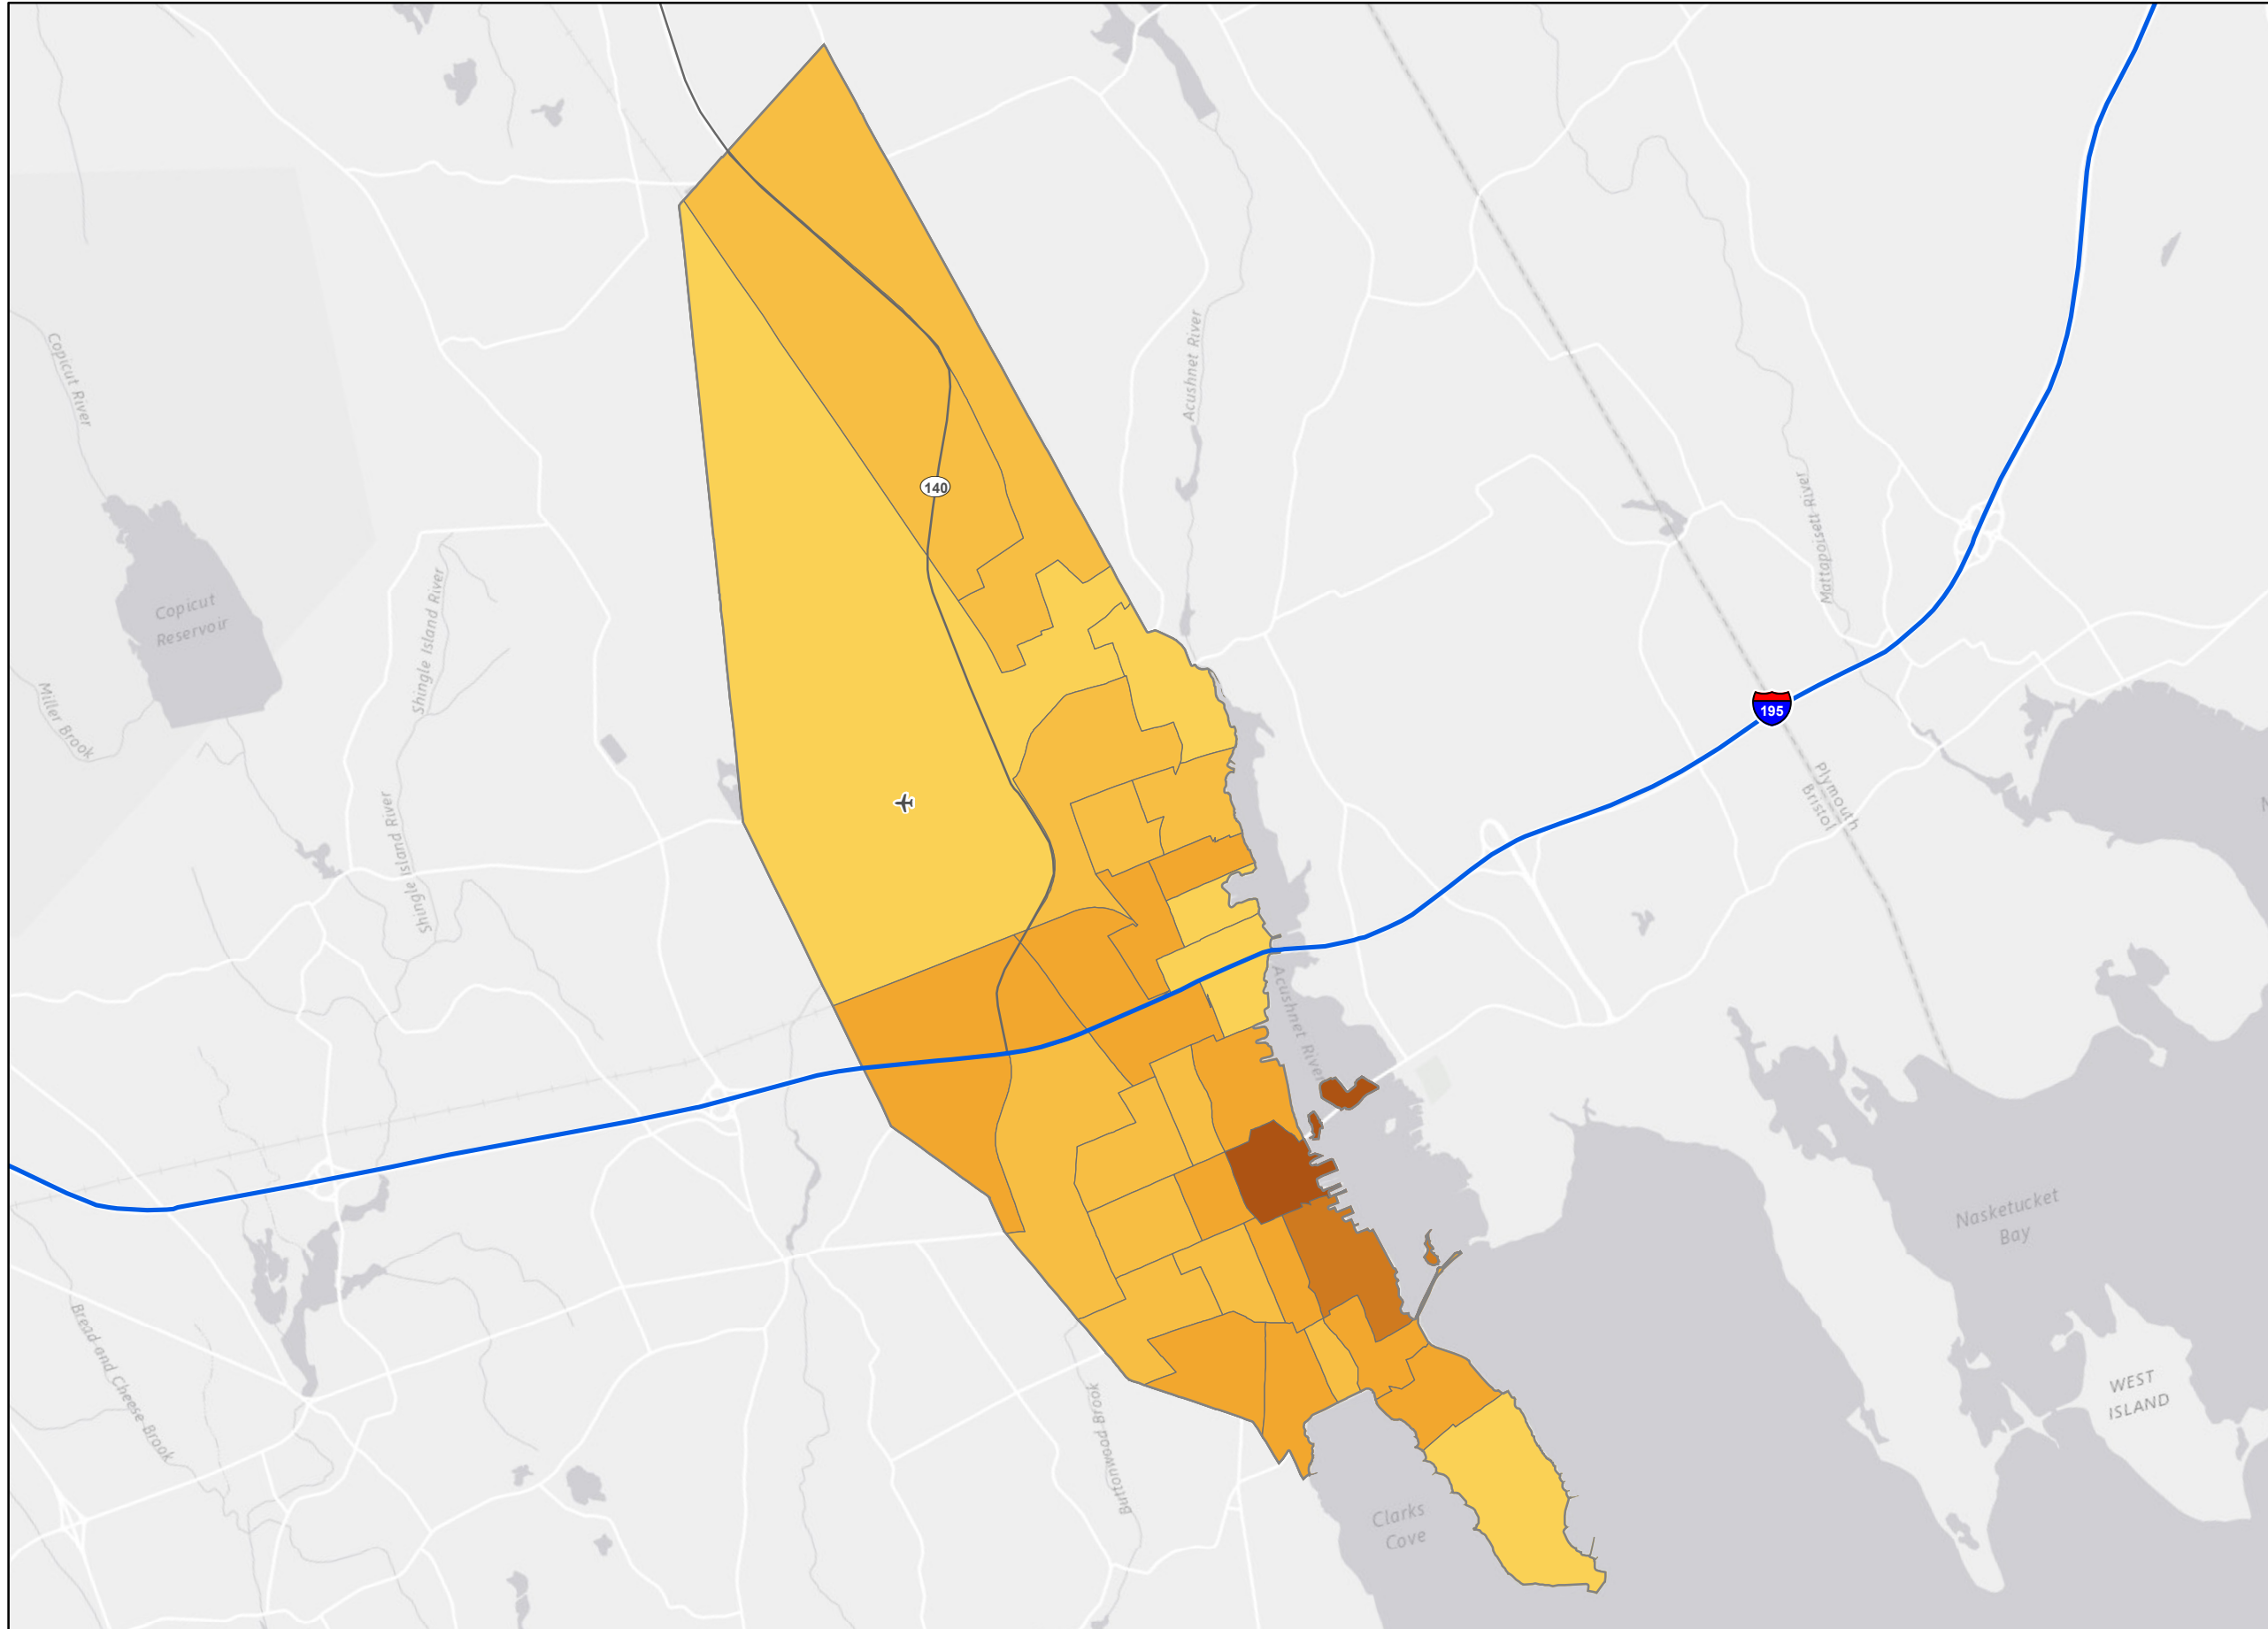 Copicut River
Acushnet River
140
Mattapoisett River
Copicut
Reservoir
Shingle Island River
Miller Brook
195
Plymouth
Bristol
Shingle Island River
Acushnet River
Nasketucket
Bay
Bread and Cheese Brook
Buttonwood Brook
WEST
ISLAND
Clarks
Cove